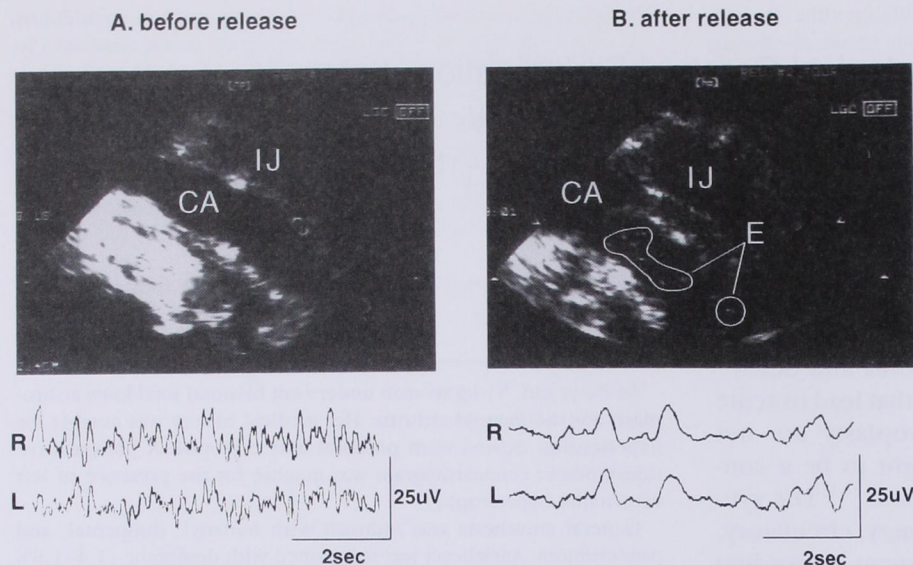 A. before release
B. after release
LGC OFF
IJ
CA
LGC OFF
CA
IJ
E
R
L
25uV
2sec
R
L
25uV
2sec